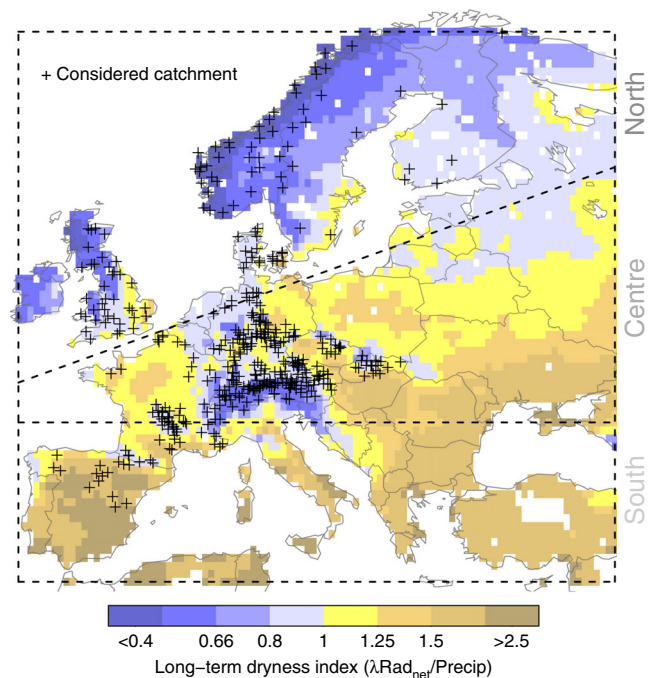 + Considered catchment
North
Centre
South
<0.4 0.66 0.8 1 1.25 1.5 >2.5
Long−term dryness index (λRadnet/Precip)